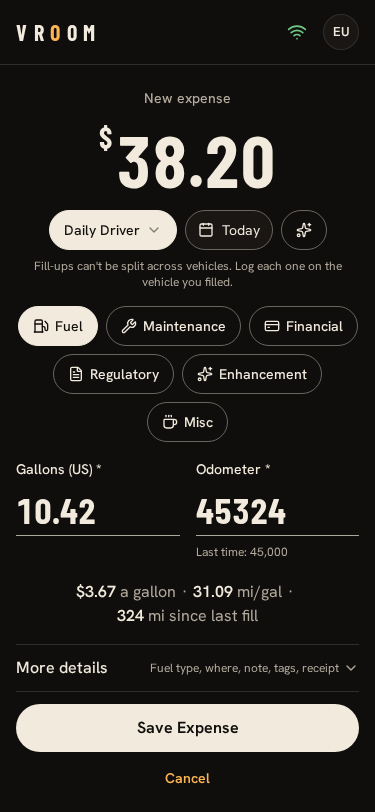 VROOM
EU
New expense
$38.20
Daily Driver
Today
Fill-ups can't be split across vehicles. Log each one on the
vehicle you filled.
Fuel
Maintenance
Financial
Regulatory
Enhancement
Misc
Gallons (US) *
Odometer *
10.42
45324
Last time: 45,000
$3.67 a gallon · 31.09 mi/gal ·
324 mi since last fill
More details
Fuel type, where, note, tags, receipt
Save Expense
Cancel